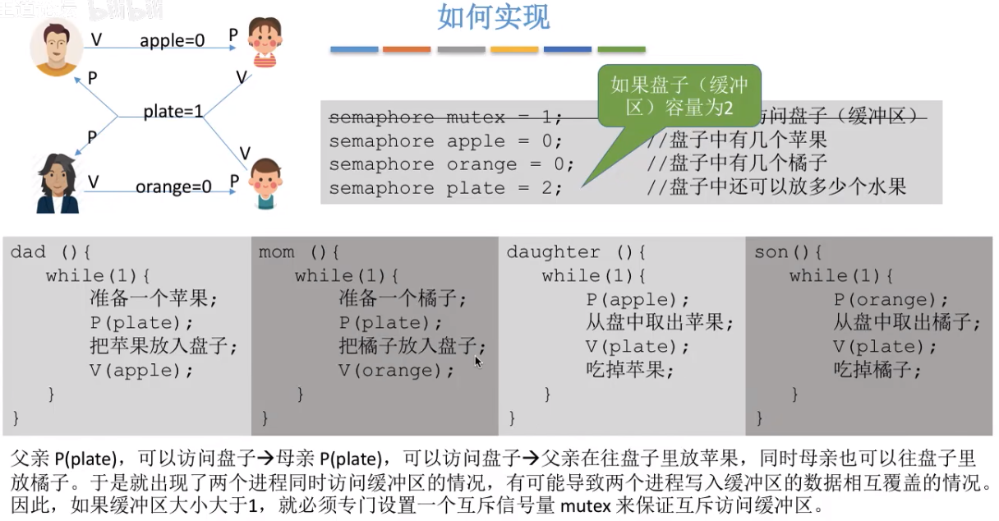 如何实现
V apple=0 P
P V
plate=1
P V
V orange=0 P
如果盘子（缓冲
区）容量为2
semaphore mutex = 1; 访问盘子（缓冲区）
semaphore apple = 0; //盘子中有几个苹果
semaphore orange = 0; //盘子中有几个橘子
semaphore plate = 2; //盘子中还可以放多少个水果
dad (){
while(1){
准备一个苹果;
P(plate);
把苹果放入盘子;
V(apple);
}
}
mom (){
while(1){
准备一个橘子;
P(plate);
把橘子放入盘子;
V(orange);
}
}
daughter (){
while(1){
P(apple);
从盘中取出苹果;
V(plate);
吃掉苹果;
}
}
son(){
while(1){
P(orange);
从盘中取出橘子;
V(plate);
吃掉橘子;
}
}
父亲 P(plate)，可以访问盘子→母亲 P(plate)，可以访问盘子→父亲在往盘子里放苹果，同时母亲也可以往盘子里
放橘子。于是就出现了两个进程同时访问缓冲区的情况，有可能导致两个进程写入缓冲区的数据相互覆盖的情况。
因此，如果缓冲区大小大于1，就必须专门设置一个互斥信号量 mutex 来保证互斥访问缓冲区。